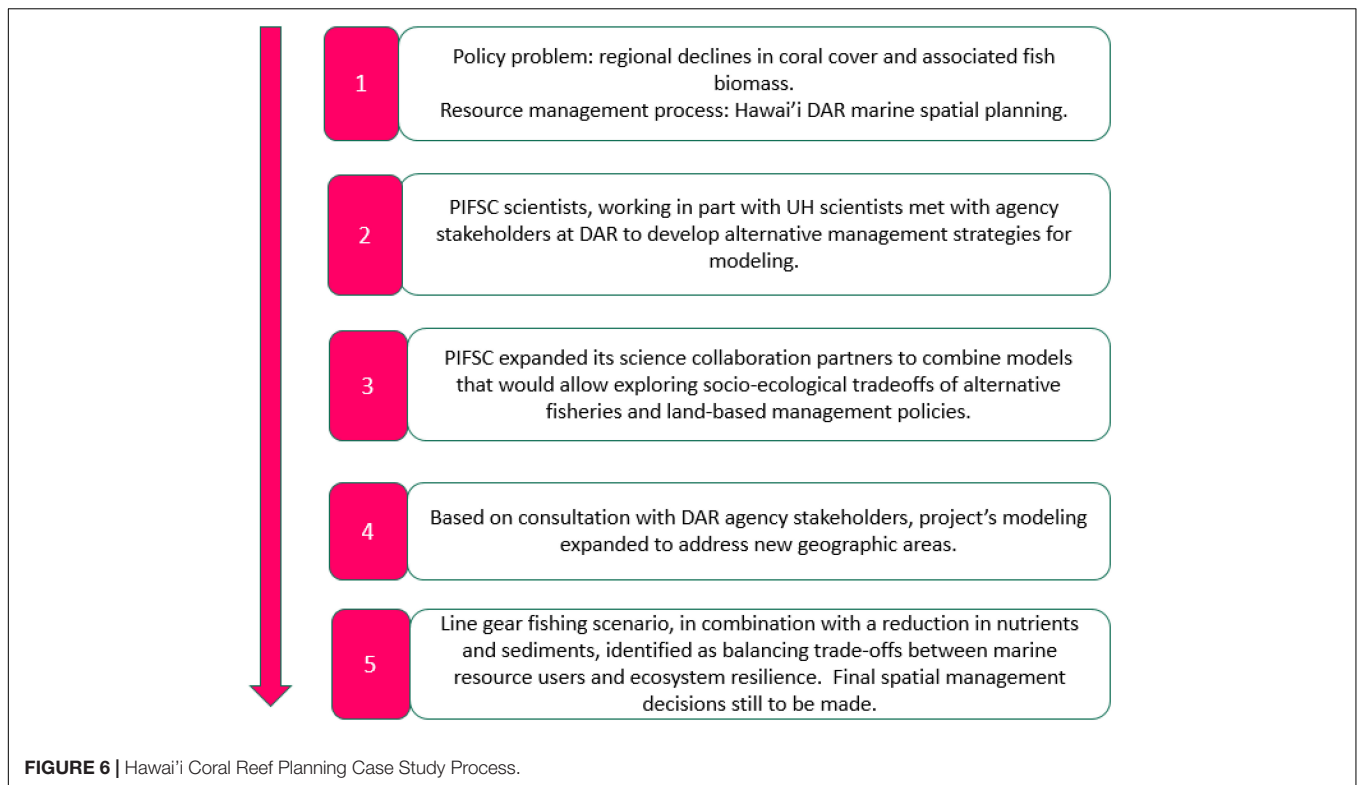 1
Policy problem: regional declines in coral cover and associated fish
biomass.
Resource management process: Hawai'i DAR marine spatial planning.
2
PIFSC scientists, working in part with UH scientists met with agency
stakeholders at DAR to develop alternative management strategies for
modeling.
3
PIFSC expanded its science collaboration partners to combine models
that would allow exploring socio-ecological tradeoffs of alternative
fisheries and land-based management policies.
4
Based on consultation with DAR agency stakeholders, project's modeling
expanded to address new geographic areas.
5
Line gear fishing scenario, in combination with a reduction in nutrients
and sediments, identified as balancing trade-offs between marine
resource users and ecosystem resilience.  Final spatial management
decisions still to be made.
FIGURE 6 | Hawai'i Coral Reef Planning Case Study Process.